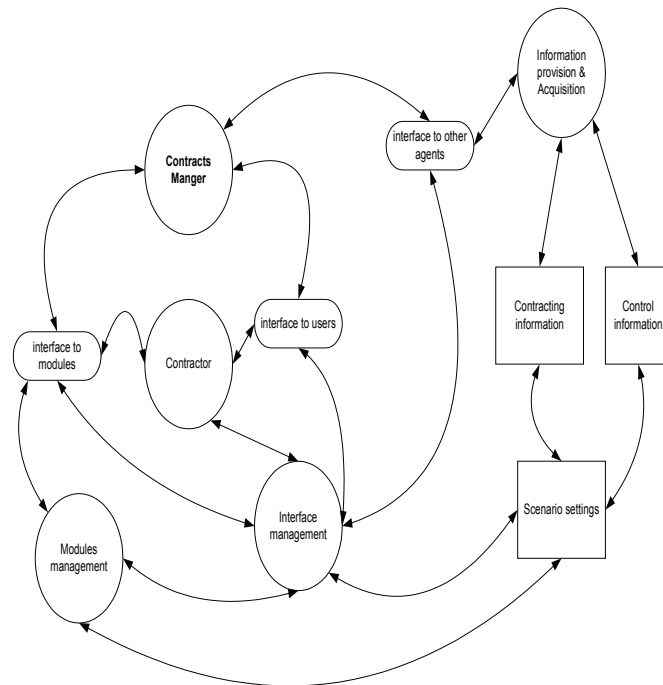 Information
provision &
Acquisition
interface to other
agents
Contracts
Manger
Contracting
information
Control
information
interface to users
interface to
modules
Contractor
Scenario settings
Interface
management
Modules
management